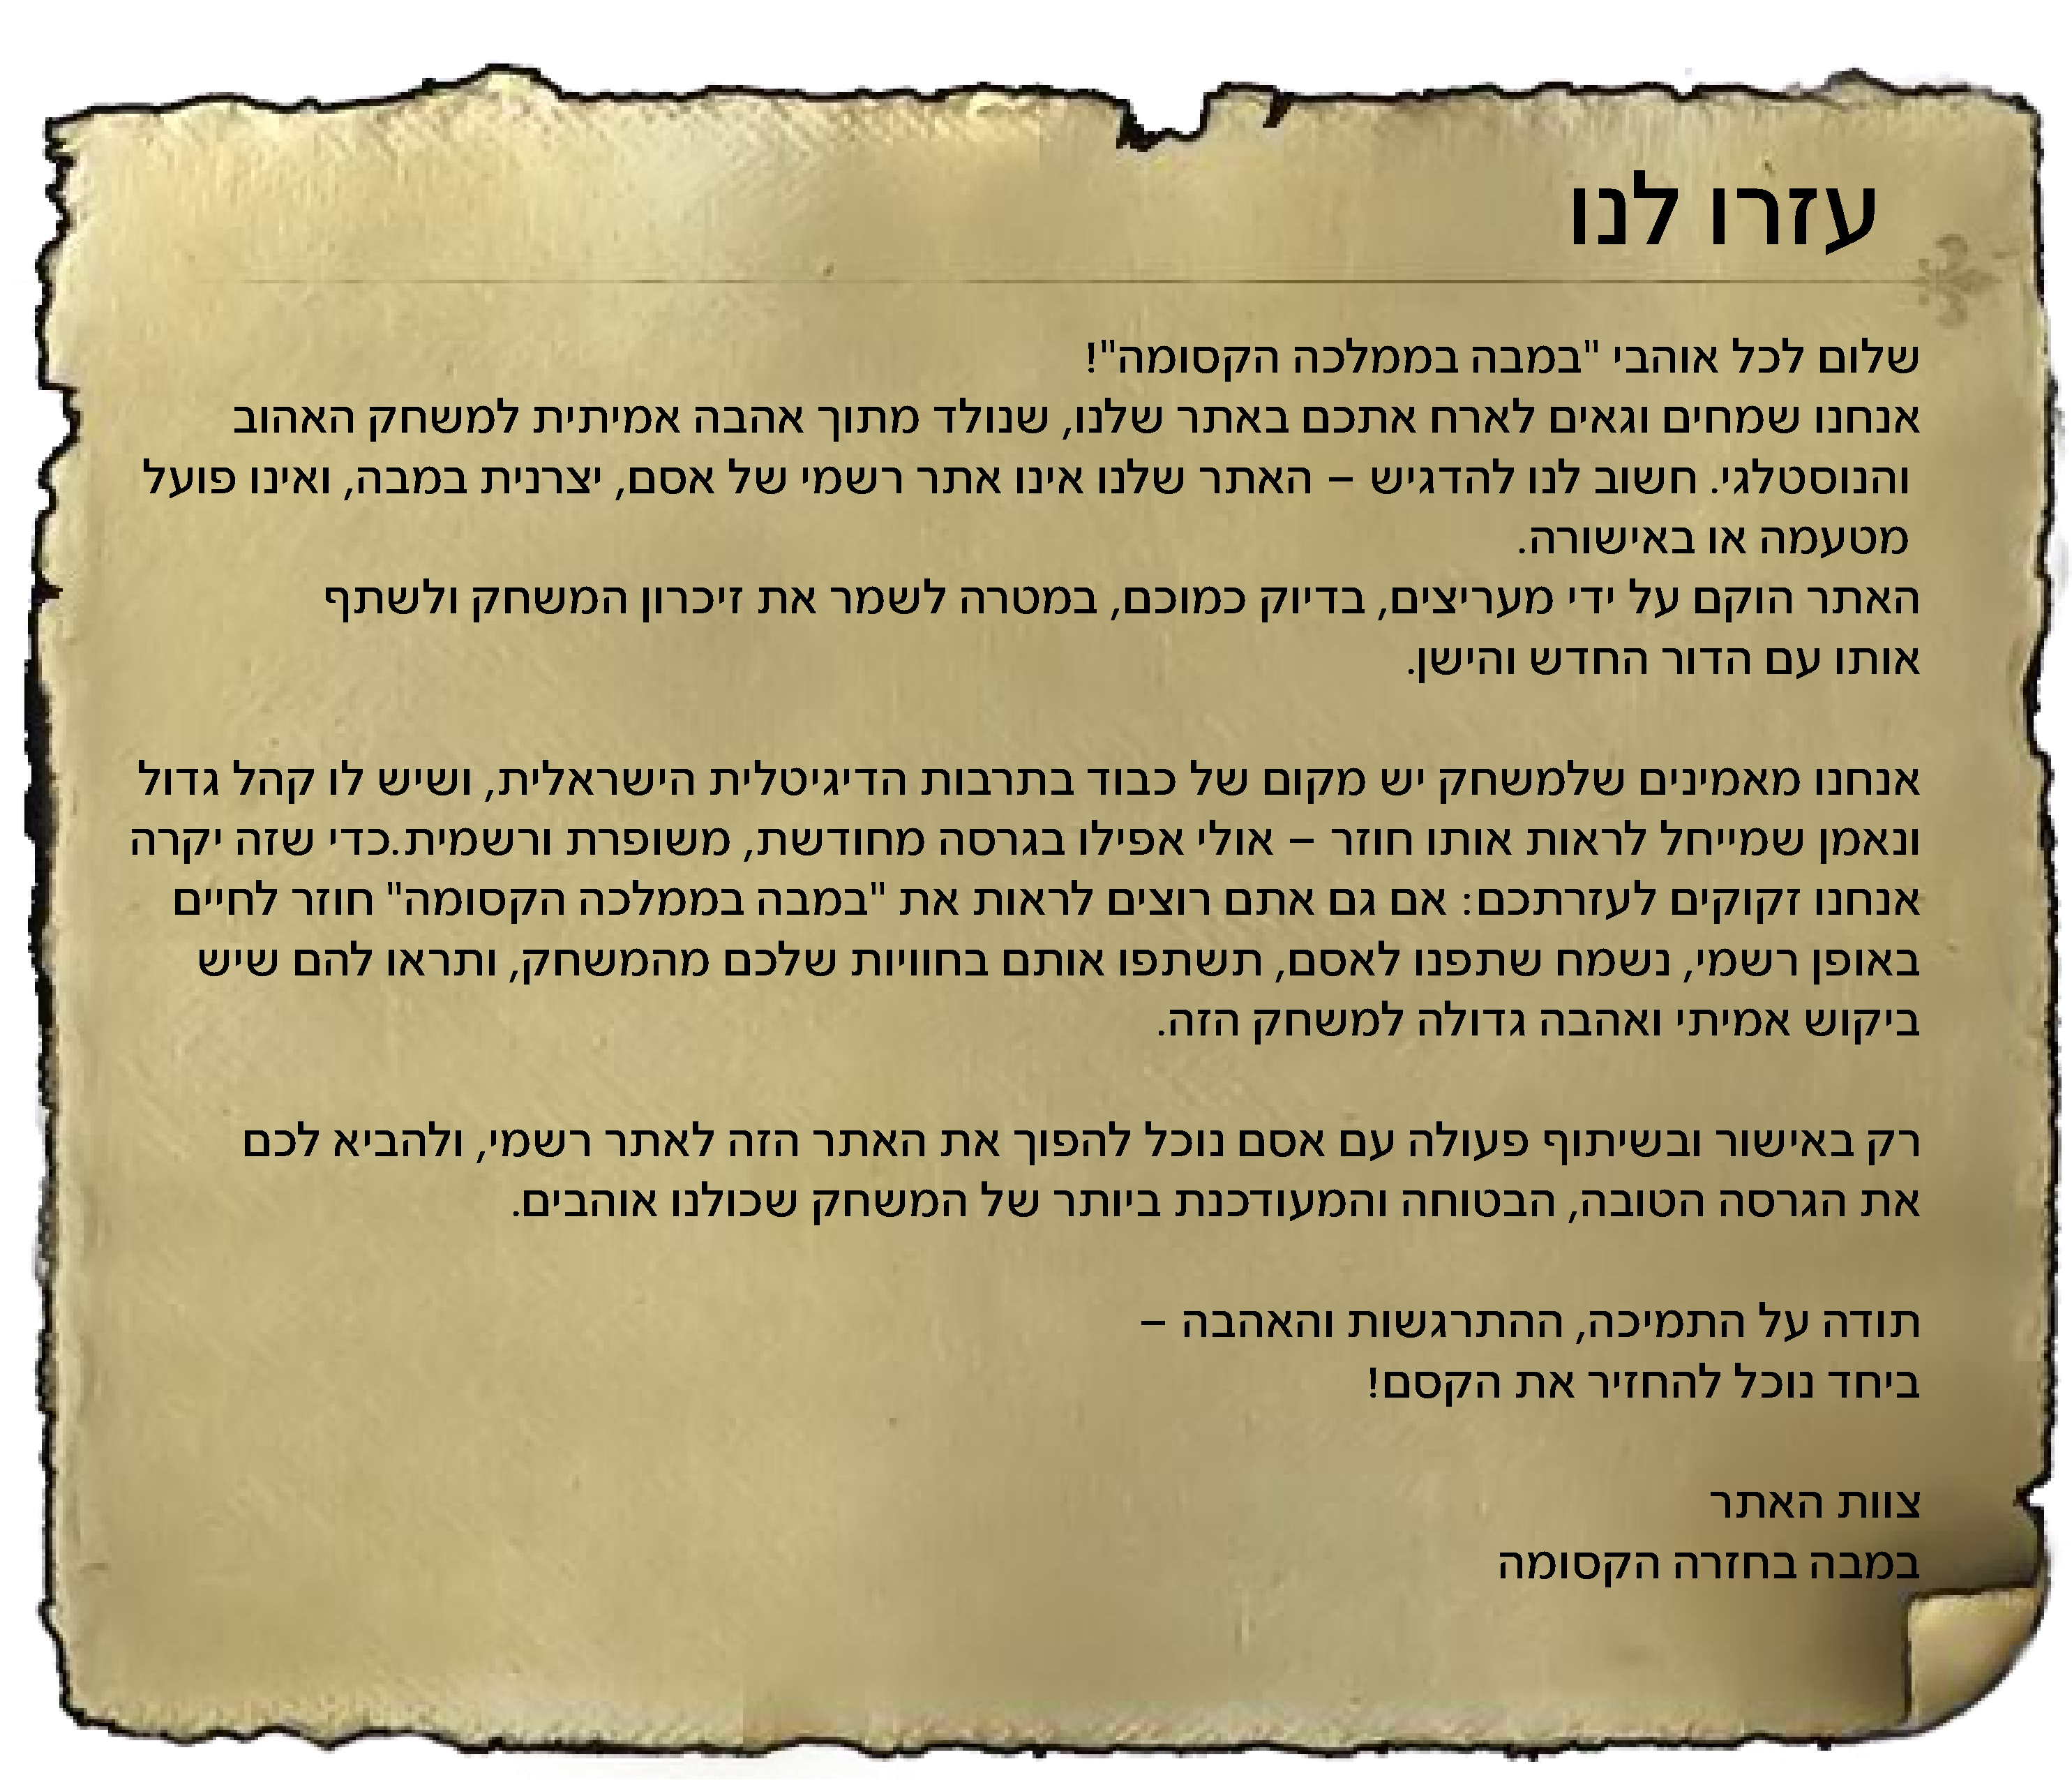 עזרו לנו
שלום לכל אוהבי "במבה בממלכה הקסומה"!
אנחנו שמחים וגאים לארח אתכם באתר שלנו, שנולד מתוך אהבה אמיתית למשחק האהוב
והנוסטלגי. חשוב לנו להדגיש – האתר שלנו אינו אתר רשמי של אסם, יצרנית במבה, ואינו פועל
מטעמה או באישורה.
האתר הוקם על ידי מעריצים, בדיוק כמוכם, במטרה לשמר את זיכרון המשחק ולשתף
אותו עם הדור החדש והישן.
אנחנו מאמינים שלמשחק יש מקום של כבוד בתרבות הדיגיטלית הישראלית, ושיש לו קהל גדול
ונאמן שמייחל לראות אותו חוזר – אולי אפילו בגרסה מחודשת, משופרת ורשמית.כדי שזה יקרה
אנחנו זקוקים לעזרתכם: אם גם אתם רוצים לראות את "במבה בממלכה הקסומה" חוזר לחיים
באופן רשמי, נשמח שתפנו לאסם, תשתפו אותם בחוויות שלכם מהמשחק, ותראו להם שיש
ביקוש אמיתי ואהבה גדולה למשחק הזה.
רק באישור ובשיתוף פעולה עם אסם נוכל להפוך את האתר הזה לאתר רשמי, ולהביא לכם
את הגרסה הטובה, הבטוחה והמעודכנת ביותר של המשחק שכולנו אוהבים.
תודה על התמיכה, ההתרגשות והאהבה –
ביחד נוכל להחזיר את הקסם!
צוות האתר
במבה בחזרה הקסומה